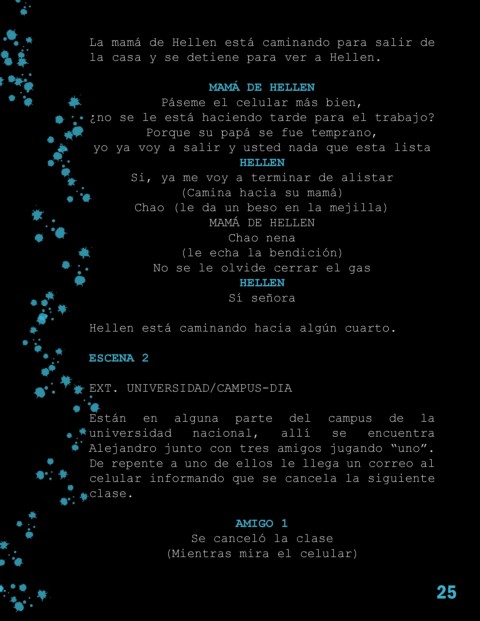 La mamá de Hellen está caminando para salir de
la casa y se detiene para ver a Hellen.
MAMÁ DE HELLEN
Páseme el celular más bien,
¿no se le está haciendo tarde para el trabajo?
Porque su papá se fue temprano,
yo ya voy a salir y usted nada que esta lista
HELLEN
Si, ya me voy a terminar de alistar
(Camina hacia su mamá)
Chao (le da un beso en la mejilla)
MAMÁ DE HELLEN
Chao nena
(le echa la bendición)
No se le olvide cerrar el gas
HELLEN
Sí señora
Hellen está caminando hacia algún cuarto.
ESCENA 2
EXT. UNIVERSIDAD/CAMPUS-DIA
Están en alguna parte del campus de la
universidad nacional, allí se encuentra
Alejandro junto con tres amigos jugando “uno”.
De repente a uno de ellos le llega un correo al
celular informando que se cancela la siguiente
clase.
AMIGO 1
Se canceló la clase
(Mientras mira el celular)
25